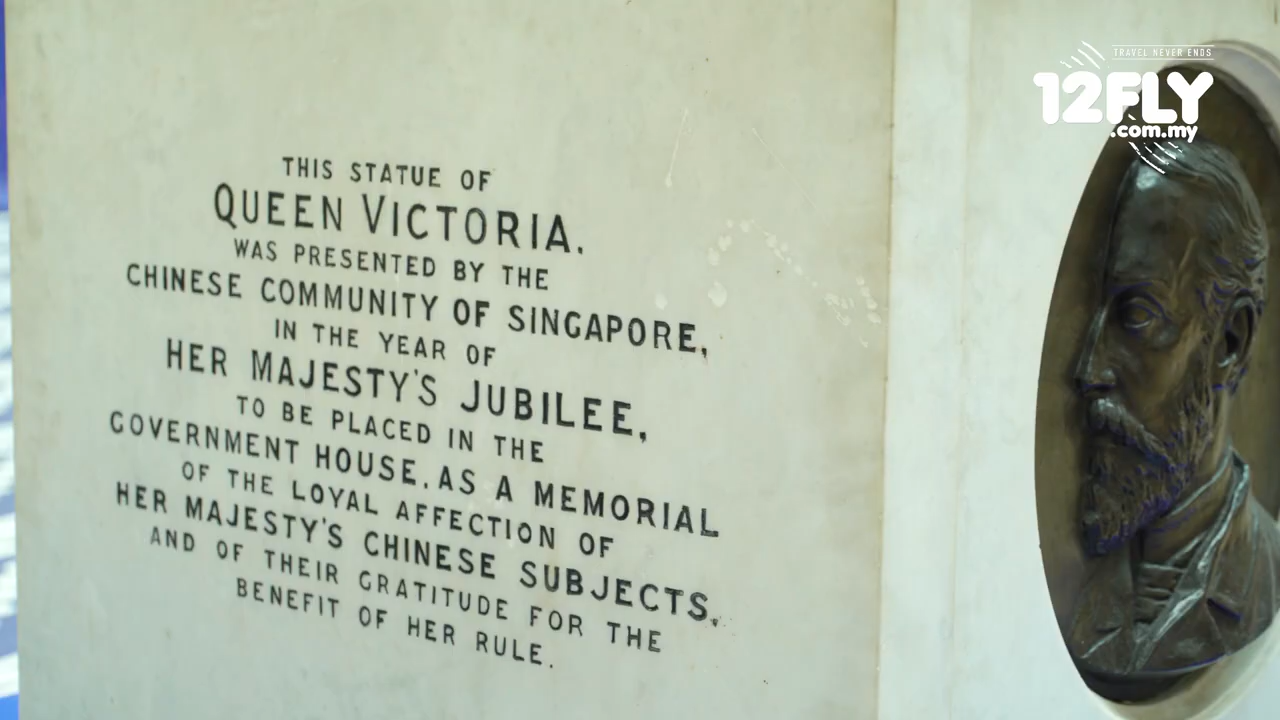 TRAVEL NEVER ENDS
12FLY
.com.my
THIS STATUE OF
QUEEN VICTORIA.
WAS PRESENTED BY THE
CHINESE COMMUNITY OF SINGAPORE,
IN THE YEAR OF
HER MAJESTY'S JUBILEE,
TO BE PLACED IN THE
GOVERNMENT HOUSE. AS A MEMORIAL
OF THE LOYAL AFFECTION OF
HER MAJESTY'S CHINESE SUBJECTS,
AND OF THEIR GRATITUDE FOR THE
BENEFIT OF HER RULE.